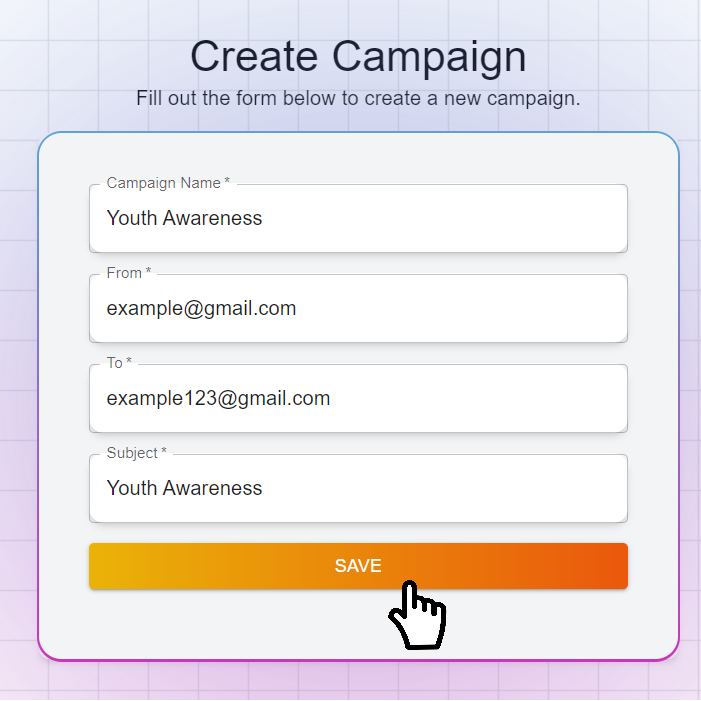 Create Campaign
Fill out the form below to create a new campaign.
Campaign Name *
Youth Awareness
From *
example@gmail.com
To *
example123@gmail.com
Subject *
Youth Awareness
SAVE